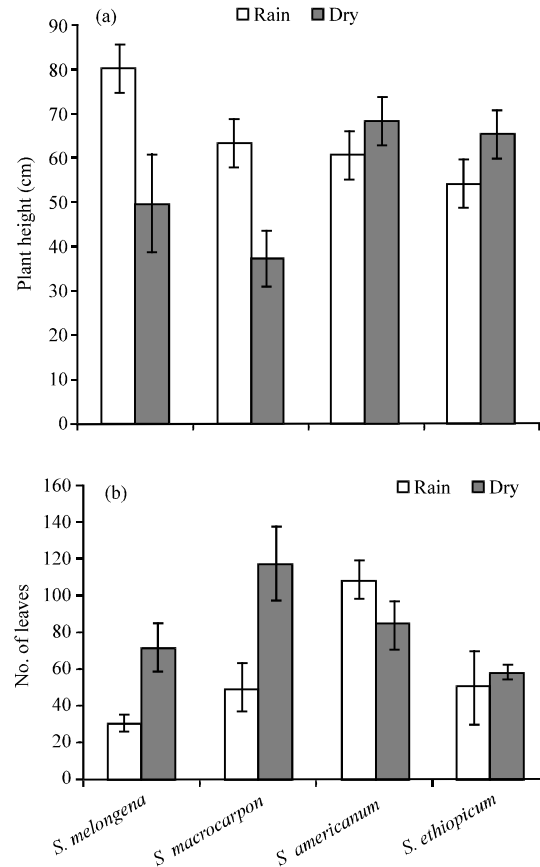 (a)
Rain Dry
Plant height (cm)
90
80
70
60
50
40
30
20
10
0
(b)
Rain Dry
No. of leaves
160
140
120
100
80
60
40
20
0
S. melongena
S macrocarpon
S americanum
S. ethiopicum